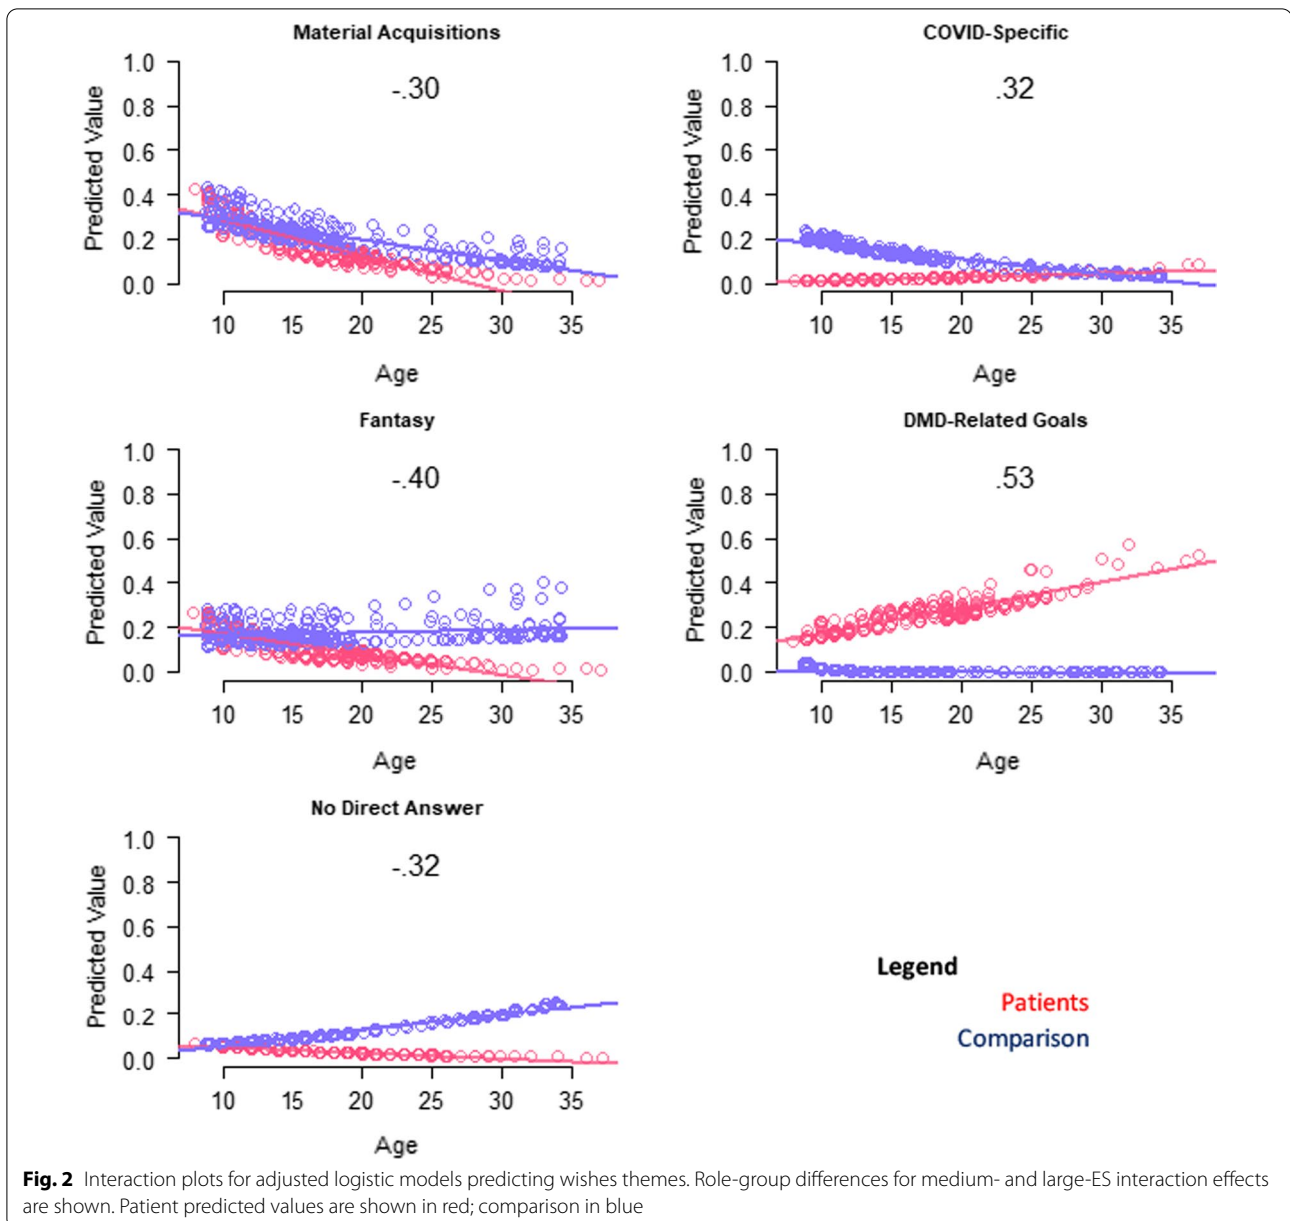 Material Acquisitions
-.30
Predicted Value
1.0
0.8
0.6
0.4
0.2
0.0
10 15 20 25 30 35
Age
COVID-Specific
.32
Predicted Value
1.0
0.8
0.6
0.4
0.2
0.0
10 15 20 25 30 35
Age
Fantasy
-.40
Predicted Value
1.0
0.8
0.6
0.4
0.2
0.0
10 15 20 25 30 35
Age
DMD-Related Goals
.53
Predicted Value
1.0
0.8
0.6
0.4
0.2
0.0
10 15 20 25 30 35
Age
No Direct Answer
-.32
Predicted Value
1.0
0.8
0.6
0.4
0.2
0.0
10 15 20 25 30 35
Age
Legend
Patients
Comparison
Fig. 2 Interaction plots for adjusted logistic models predicting wishes themes. Role-group differences for medium- and large-ES interaction effects
are shown. Patient predicted values are shown in red; comparison in blue